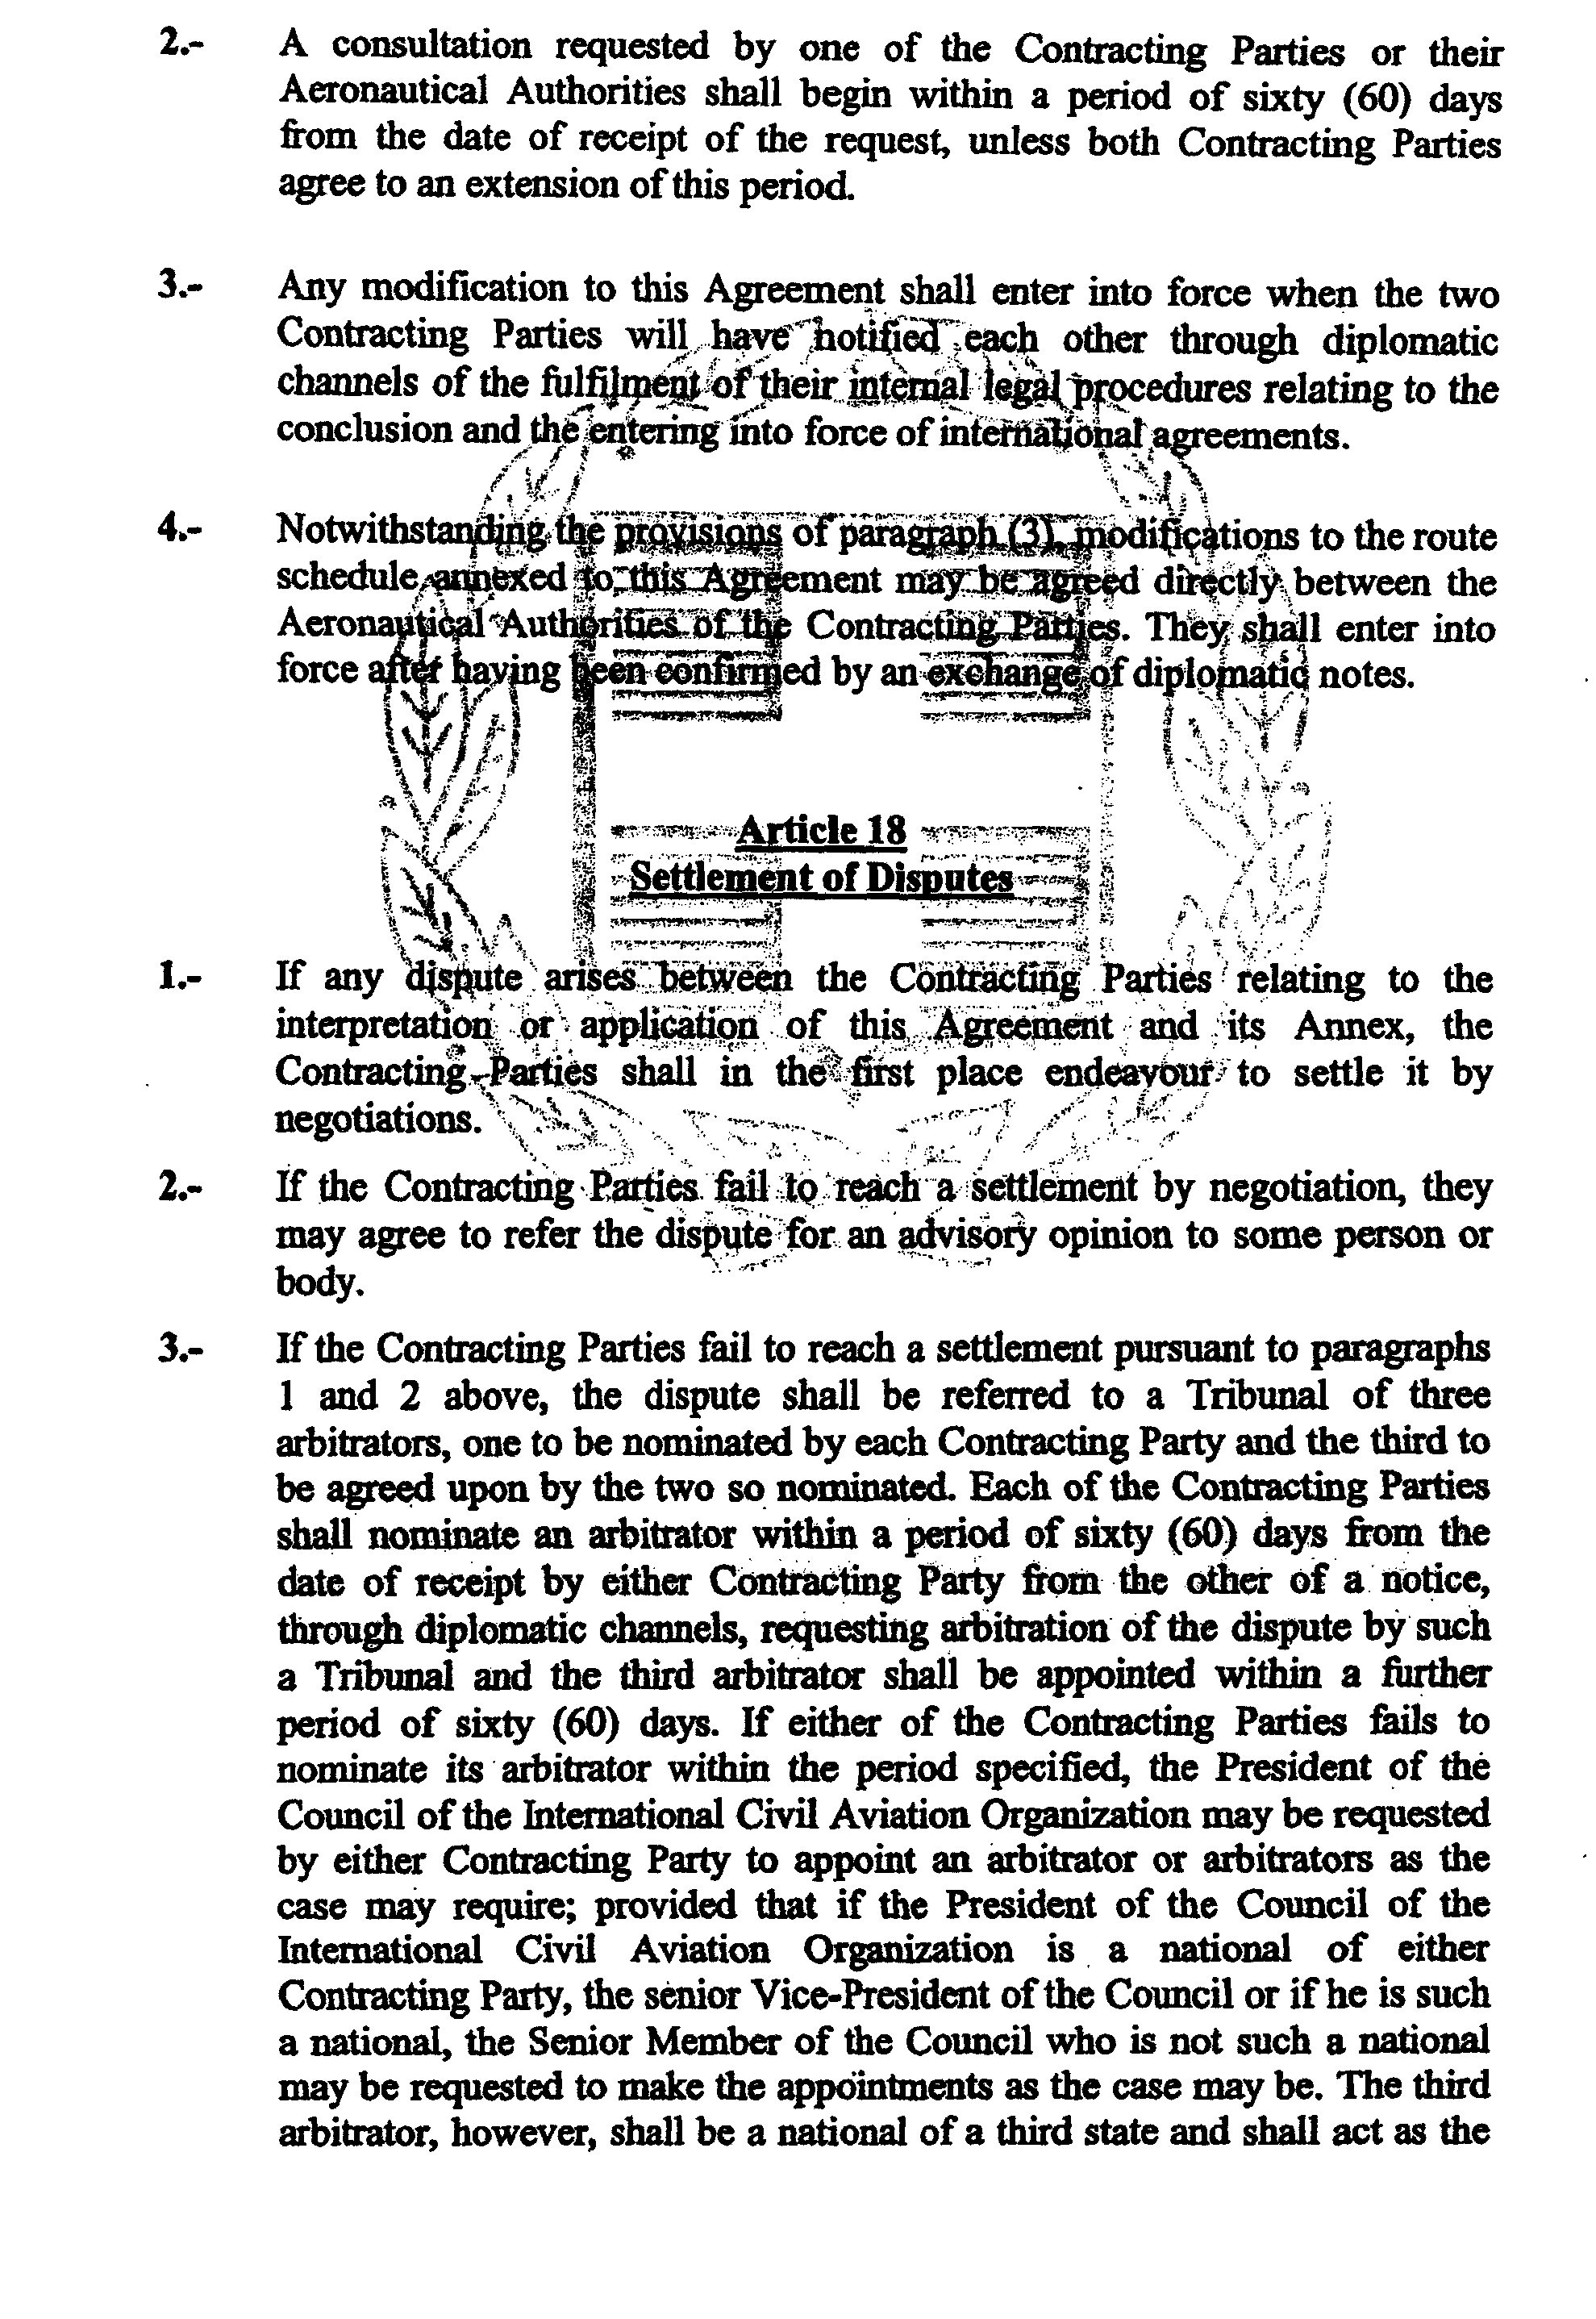 2.- A consultation requested by one of the Contracting Parties or their
Aeronautical Authorities shall begin within a period of sixty (60) days
from the date of receipt of the request, unless both Contracting Parties
agree to an extension of this period.
3.- Any modification to this Agreement shall enter into force when the two
Contracting Parties will have notified each other through diplomatic
channels of the fulfilment of their internal legal procedures relating to the
conclusion and the entering into force of international agreements.
4.- Notwithstanding the provisions of paragraph (3), modifications to the route
schedule annexed to this Agreement may be agreed directly between the
Aeronautical Authorities of the Contracting Parties. They shall enter into
force after having been confirmed by an exchange of diplomatic notes.
Article 18
Settlement of Disputes
1.- If any dispute arises between the Contracting Parties relating to the
interpretation or application of this Agreement and its Annex, the
Contracting Parties shall in the first place endeavour to settle it by
negotiations.
2.- If the Contracting Parties fail to reach a settlement by negotiation, they
may agree to refer the dispute for an advisory opinion to some person or
body.
3.- If the Contracting Parties fail to reach a settlement pursuant to paragraphs
1 and 2 above, the dispute shall be referred to a Tribunal of three
arbitrators, one to be nominated by each Contracting Party and the third to
be agreed upon by the two so nominated. Each of the Contracting Parties
shall nominate an arbitrator within a period of sixty (60) days from the
date of receipt by either Contracting Party from the other of a notice,
through diplomatic channels, requesting arbitration of the dispute by such
a Tribunal and the third arbitrator shall be appointed within a further
period of sixty (60) days. If either of the Contracting Parties fails to
nominate its arbitrator within the period specified, the President of the
Council of the International Civil Aviation Organization may be requested
by either Contracting Party to appoint an arbitrator or arbitrators as the
case may require; provided that if the President of the Council of the
International Civil Aviation Organization is a national of either
Contracting Party, the senior Vice-President of the Council or if he is such
a national, the Senior Member of the Council who is not such a national
may be requested to make the appointments as the case may be. The third
arbitrator, however, shall be a national of a third state and shall act as the